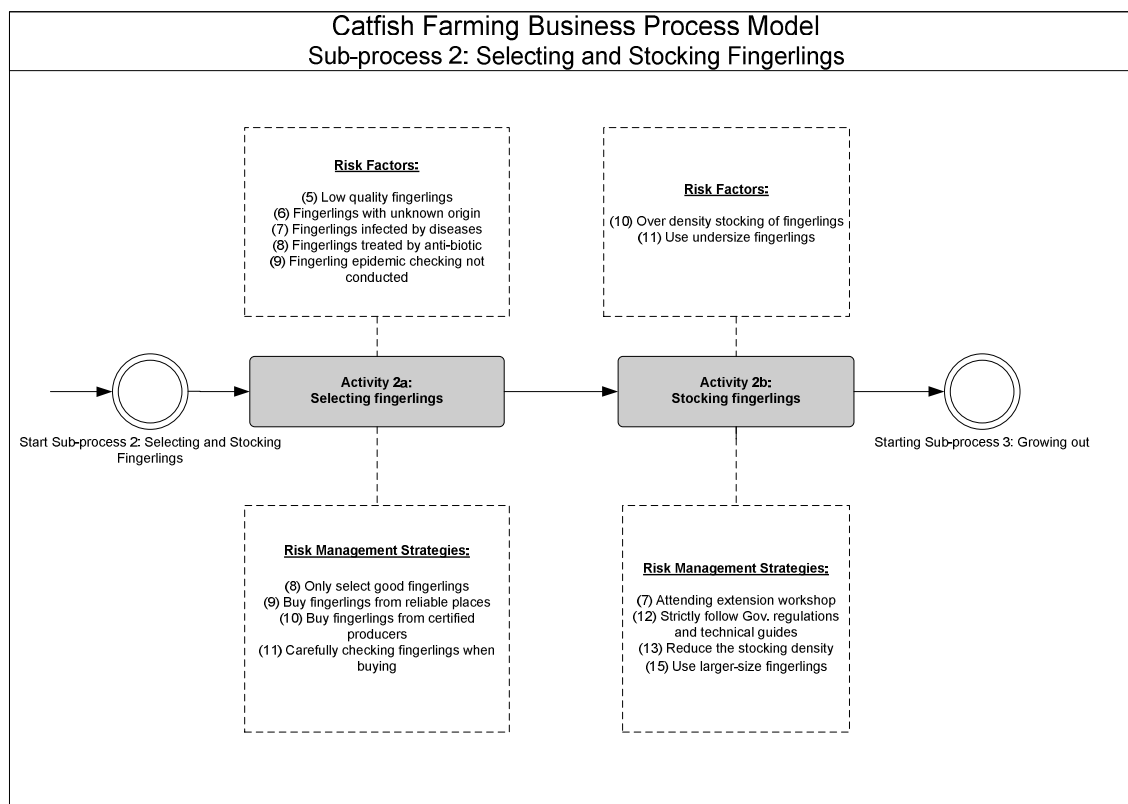 Catfish Farming Business Process Model
Sub-process 2: Selecting and Stocking Fingerlings
Risk Factors:
(5) Low quality fingerlings
(6) Fingerlings with unknown origin
(7) Fingerlings infected by diseases
(8) Fingerlings treated by anti-biotic
(9) Fingerling epidemic checking not
conducted
Risk Factors:
(10) Over density stocking of fingerlings
(11) Use undersize fingerlings
Start Sub-process 2: Selecting and Stocking
Fingerlings
Activity 2a:
Selecting fingerlings
Activity 2b:
Stocking fingerlings
Starting Sub-process 3: Growing out
Risk Management Strategies:
(8) Only select good fingerlings
(9) Buy fingerlings from reliable places
(10) Buy fingerlings from certified
producers
(11) Carefully checking fingerlings when
buying
Risk Management Strategies:
(7) Attending extension workshop
(12) Strictly follow Gov. regulations
and technical guides
(13) Reduce the stocking density
(15) Use larger-size fingerlings